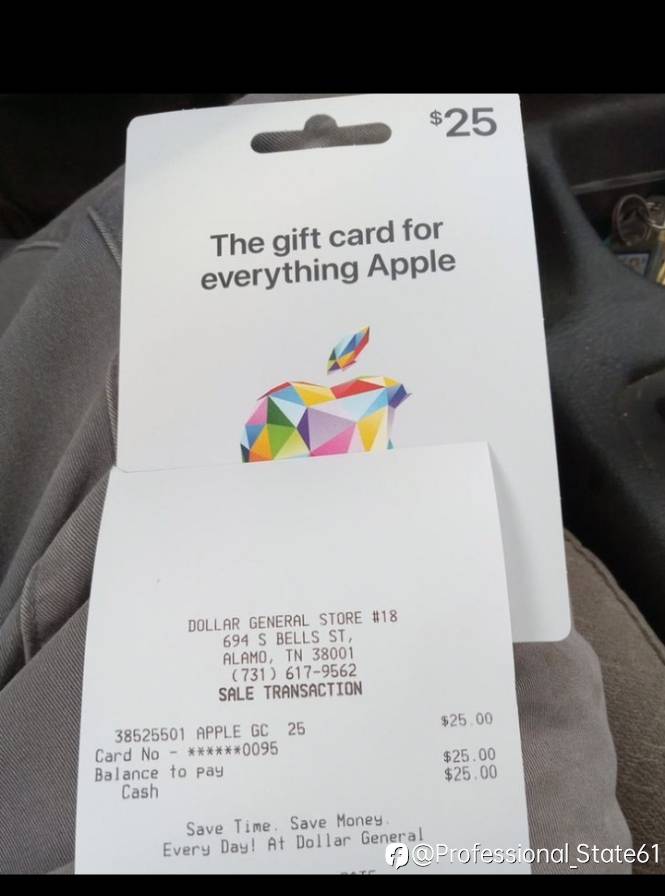 $25
The gift card for
everything Apple
DOLLAR GENERAL STORE #18
694 S BELLS ST,
ALAMO, TN 38001
(731) 617-9562
SALE TRANSACTION
38525501 APPLE GC 25 $25.00
Card No - ******0095
Balance to pay $25.00
Cash $25.00
Save Time. Save Money.
Every Day! At Dollar General
@Professional_State61